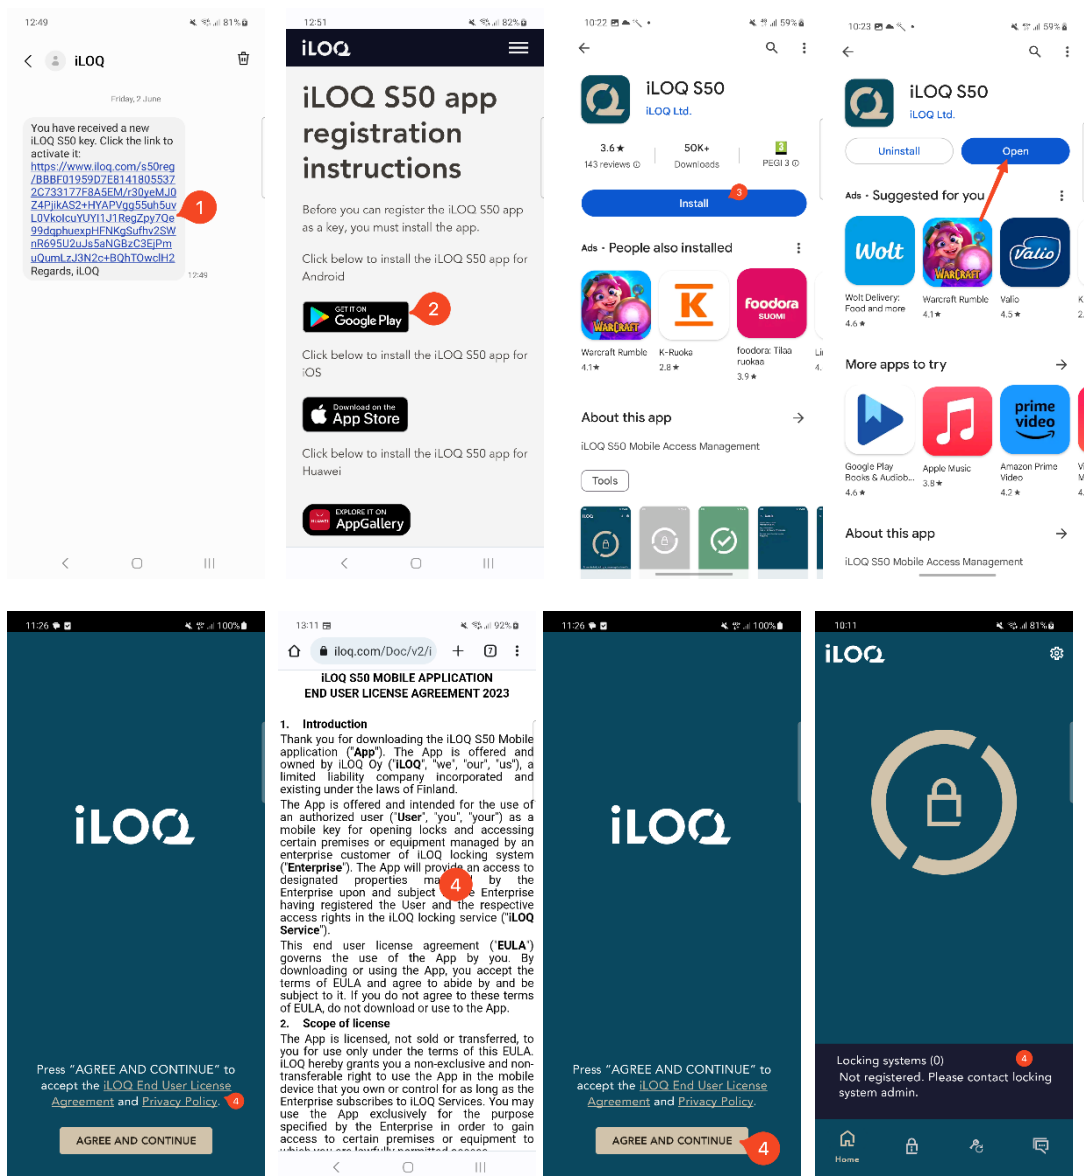 12:49
81%
iLOQ
Friday, 2 June
You have received a new
iLOQ S50 key. Click the link to
activate it:
https://www.iloq.com/s50reg
/BBBF01959D7E8141805537
2C733177F8A5EM/r30yeMJ0
Z4PjikAS2+HYAPVgg55uh5uv
L0VkoIcuYUYI1J1RegZpy7Qe
99dqphuexpHFNKgSufhv2SW
nR695U2uJs5aNGBzC3EjPm
uQumLzJ3N2c+BQhTOwclH2
Regards, iLOQ
12:49
1
12:51
82%
iLOQ
iLOQ S50 app
registration
instructions
Before you can register the iLOQ S50 app
as a key, you must install the app.
Click below to install the iLOQ S50 app for
Android
GET IT ON
Google Play
2
Click below to install the iLOQ S50 app for
iOS
Download on the
App Store
Click below to install the iLOQ S50 app for
Huawei
HUAWEI
EXPLORE IT ON
AppGallery
10:22
59%
iLOQ S50
iLOQ Ltd.
3.6★
50K+
3
143 reviews
Downloads
PEGI 3
Install
3
Ads · People also installed
WARCRAFT
K
foodora
SUOMI
Warcraft Rumble
4.1★
K-Ruoka
2.8★
foodora: Tilaa
ruokaa
3.9★
Li
4.
About this app
iLOQ S50 Mobile Access Management
Tools
10:23
59%
iLOQ S50
iLOQ Ltd.
Uninstall
Open
Ads · Suggested for you
Wolt
WARCRAFT
Valio
Wolt Delivery:
Food and more
4.6★
Warcraft Rumble
4.1★
Valio
4.5★
K
2.
More apps to try
prime
video
Google Play
Books & Audiob...
4.6★
Apple Music
3.8★
Amazon Prime
Video
4.2★
Vi
M
4.
About this app
iLOQ S50 Mobile Access Management
11:26
100%
iLOQ
Press "AGREE AND CONTINUE" to
accept the iLOQ End User License
Agreement and Privacy Policy.
4
AGREE AND CONTINUE
13:11
92%
iloq.com/Doc/v2/i
7
iLOQ S50 MOBILE APPLICATION
END USER LICENSE AGREEMENT 2023
1. Introduction
Thank you for downloading the iLOQ S50 Mobile
application ("App"). The App is offered and
owned by iLOQ Oy ("iLOQ", "we", "our", "us"), a
limited liability company incorporated and
existing under the laws of Finland.
The App is offered and intended for the use of
an authorized user ("User", "you", "your") as a
mobile key for opening locks and accessing
certain premises or equipment managed by an
enterprise customer of iLOQ locking system
("Enterprise"). The App will provide an access to
designated properties ma by the
Enterprise upon and subject Enterprise
having registered the User and the respective
access rights in the iLOQ locking service ("iLOQ
Service").
4
This end user license agreement ("EULA")
governs the use of the App by you. By
downloading or using the App, you accept the
terms of EULA and agree to abide by and be
subject to it. If you do not agree to these terms
of EULA, do not download or use to the App.
2. Scope of license
The App is licensed, not sold or transferred, to
you for use only under the terms of this EULA.
iLOQ hereby grants you a non-exclusive and non-
transferable right to use the App in the mobile
device that you own or control for as long as the
Enterprise subscribes to iLOQ Services. You may
use the App exclusively for the purpose
specified by the Enterprise in order to gain
access to certain premises or equipment to
which you are lawfully permitted access
11:26
100%
iLOQ
Press "AGREE AND CONTINUE" to
accept the iLOQ End User License
Agreement and Privacy Policy.
AGREE AND CONTINUE
4
10:11
81%
iLOQ
Locking systems (0)
4
Not registered. Please contact locking
system admin.
Home